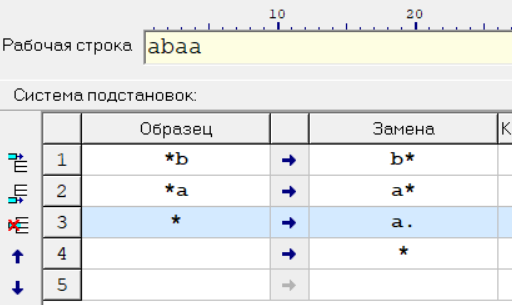 10 20
Рабочая строка abaa
Система подстановок:
Образец Замена К
1 *b → b*
2 *a → a*
3 * → a.
4 → *
5 →